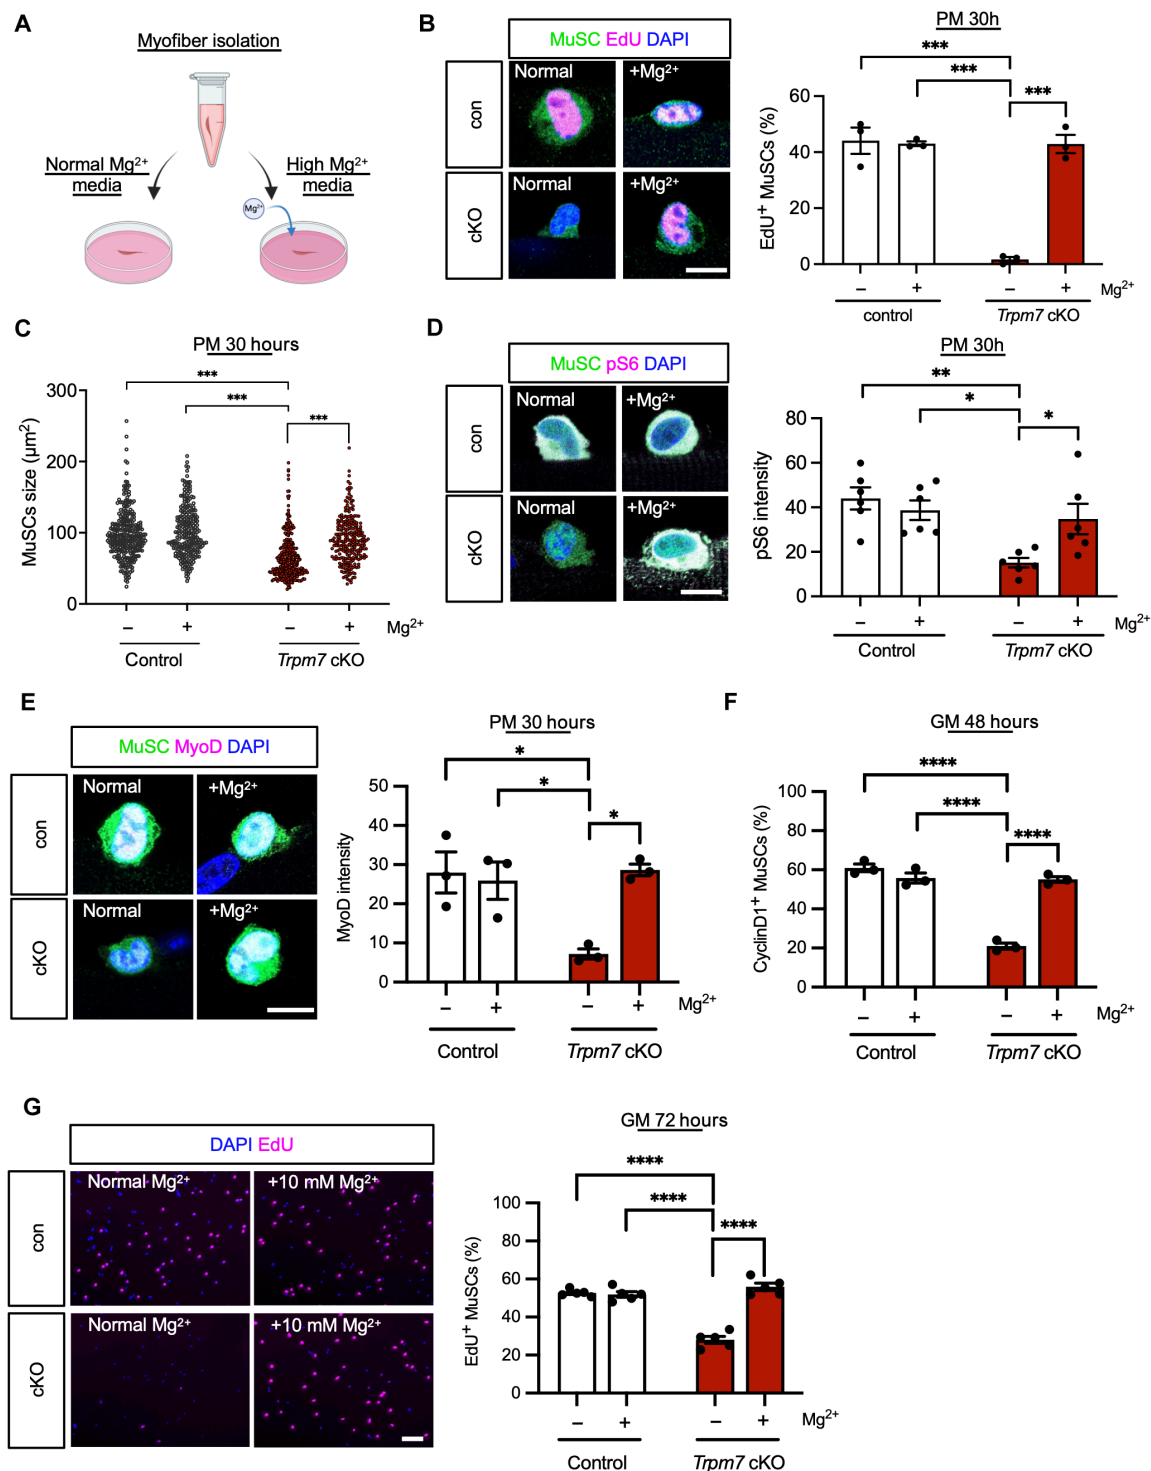 A
Myofiber isolation
Normal Mg²⁺
media
High Mg²⁺
media
Mg²⁺
B
PM 30h
MuSC EdU DAPI
con
cKO
Normal
+Mg²⁺
Normal
+Mg²⁺
***
***
***
EdU⁺ MuSCs (%)
60
40
20
0
– + – + Mg²⁺
control
Trpm7 cKO
C
PM 30 hours
***
***
***
MuSCs size (μm²)
300
200
100
0
– + – + Mg²⁺
Control
Trpm7 cKO
D
MuSC pS6 DAPI
con
cKO
Normal
+Mg²⁺
Normal
+Mg²⁺
PM 30h
**
*
*
pS6 intensity
80
60
40
20
0
– + – + Mg²⁺
Control
Trpm7 cKO
E
MuSC MyoD DAPI
con
cKO
Normal
+Mg²⁺
Normal
+Mg²⁺
PM 30 hours
*
*
*
MyoD intensity
50
40
30
20
10
0
– + – + Mg²⁺
Control
Trpm7 cKO
F
GM 48 hours
****
****
****
CyclinD1⁺ MuSCs (%)
100
80
60
40
20
0
– + – + Mg²⁺
Control
Trpm7 cKO
G
DAPI EdU
con
cKO
Normal Mg²⁺
+10 mM Mg²⁺
Normal Mg²⁺
+10 mM Mg²⁺
GM 72 hours
****
****
****
EdU⁺ MuSCs (%)
100
80
60
40
20
0
– + – + Mg²⁺
Control
Trpm7 cKO